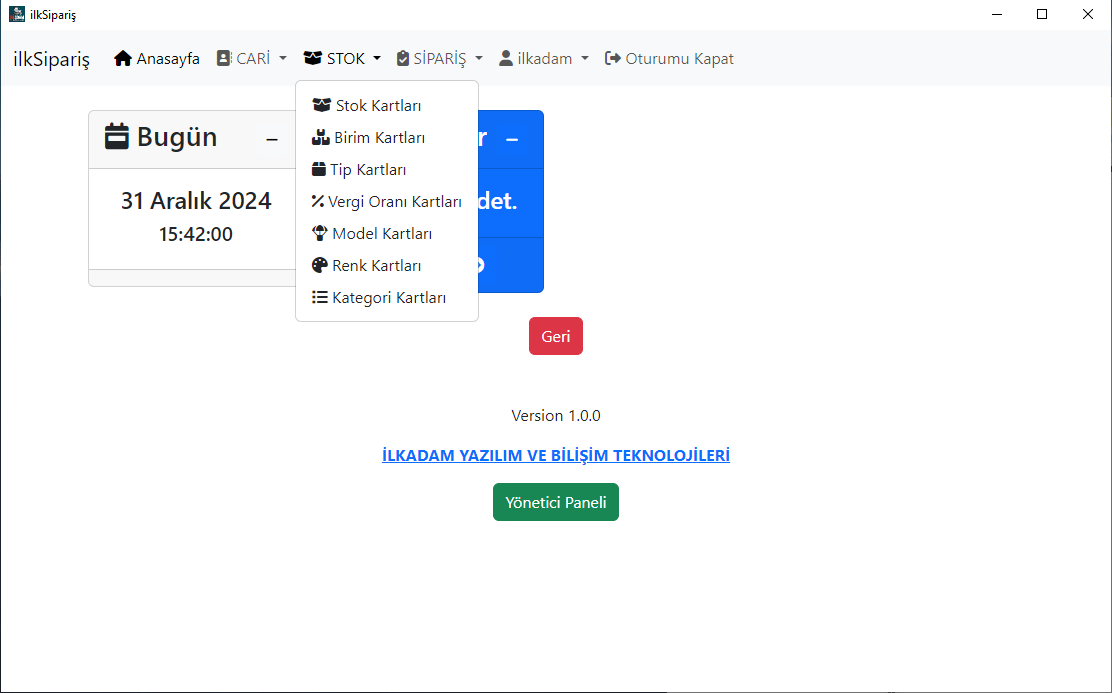 ilkSipariş
ilkSipariş Anasayfa CARİ STOK SİPARİŞ ilkadam Oturumu Kapat
Stok Kartları
Birim Kartları
Tip Kartları
Vergi Oranı Kartları
Model Kartları
Renk Kartları
Kategori Kartları
Bugün
31 Aralık 2024
15:42:00
r
det.
Geri
Version 1.0.0
İLKADAM YAZILIM VE BİLİŞİM TEKNOLOJİLERİ
Yönetici Paneli